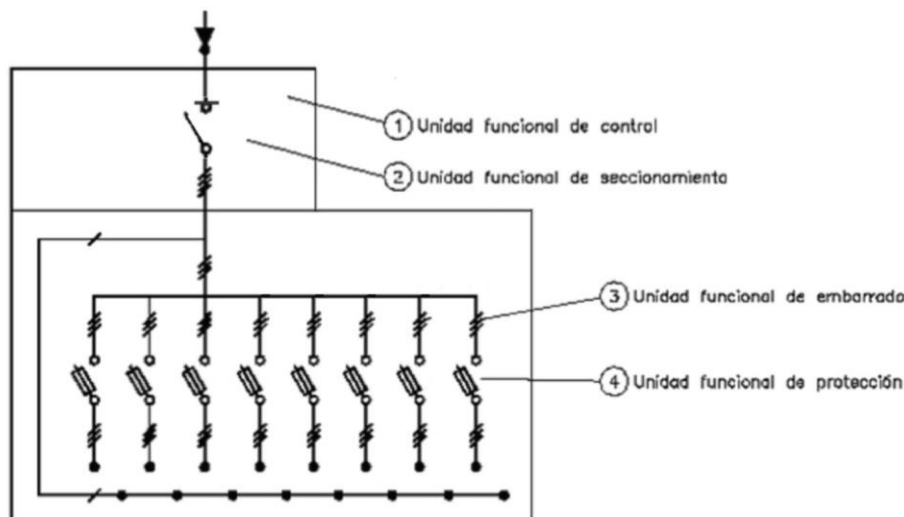 1 Unidad funcional de control
2 Unidad funcional de seccionamiento
3 Unidad funcional de embarrado
4 Unidad funcional de protección